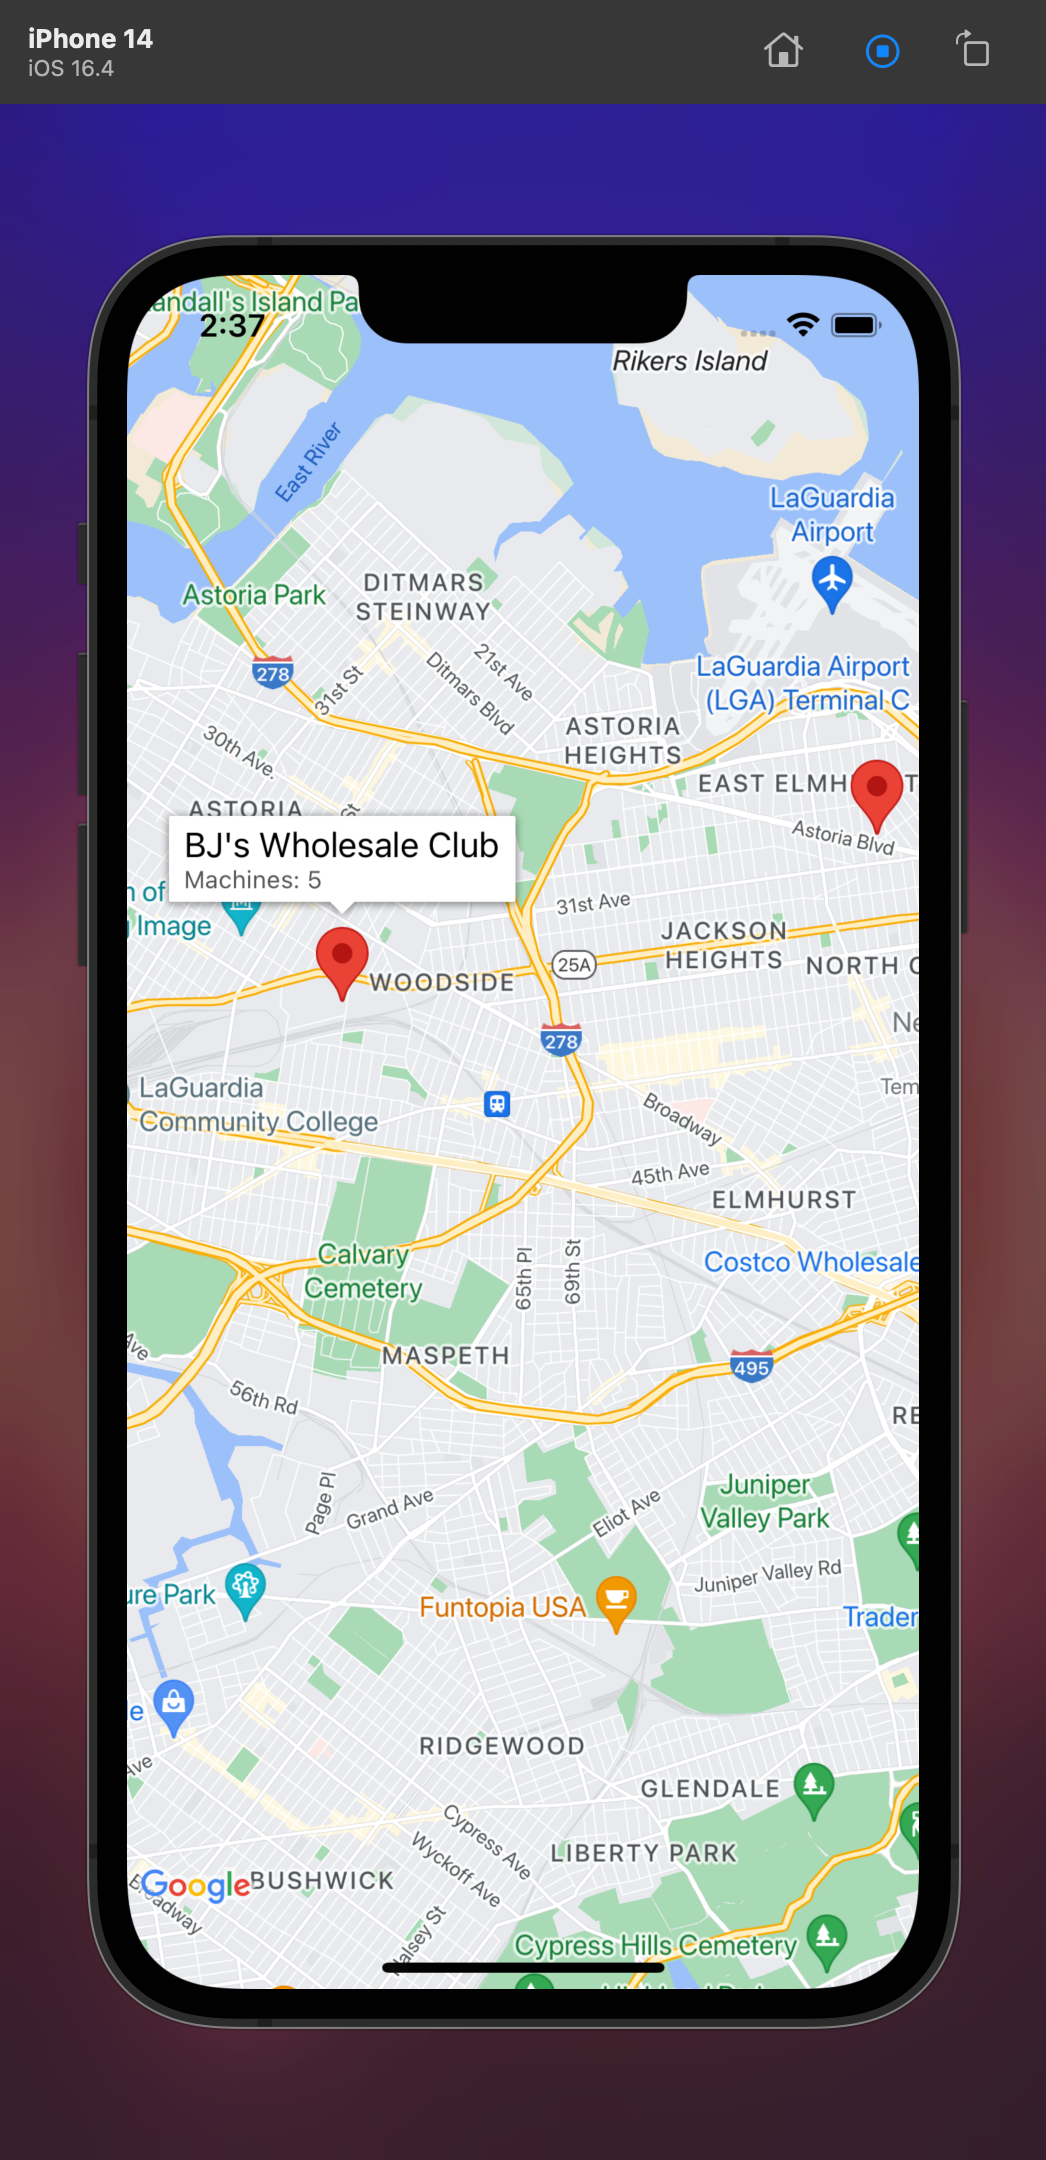 iPhone 14
iOS 16.4
andall's Island Pa
2:37
Rikers Island
East River
LaGuardia
Airport
Astoria Park
DITMARS
STEINWAY
278
31st St
Ditmars Blvd
21st Ave
LaGuardia Airport
(LGA) Terminal C
ASTORIA
HEIGHTS
30th Ave.
EAST ELMH
T
ASTORIA
St
Astoria Blvd
BJ's Wholesale Club
Machines: 5
n of
Image
31st Ave
JACKSON
HEIGHTS
25A
NORTH C
WOODSIDE
Ne
278
LaGuardia
Community College
Tem
Broadway
45th Ave
ELMHURST
Calvary
Cemetery
65th Pl
69th St
Costco Wholesale
Ave
MASPETH
495
56th Rd
RE
Page Pl
Grand Ave
Eliot Ave
Juniper
Valley Park
Juniper Valley Rd
ure Park
Funtopia USA
Trader
e
RIDGEWOOD
Ave
GLENDALE
Cypress Ave
Wyckoff Ave
LIBERTY PARK
Google
BUSHWICK
Broadway
Halsey St
Cypress Hills Cemetery